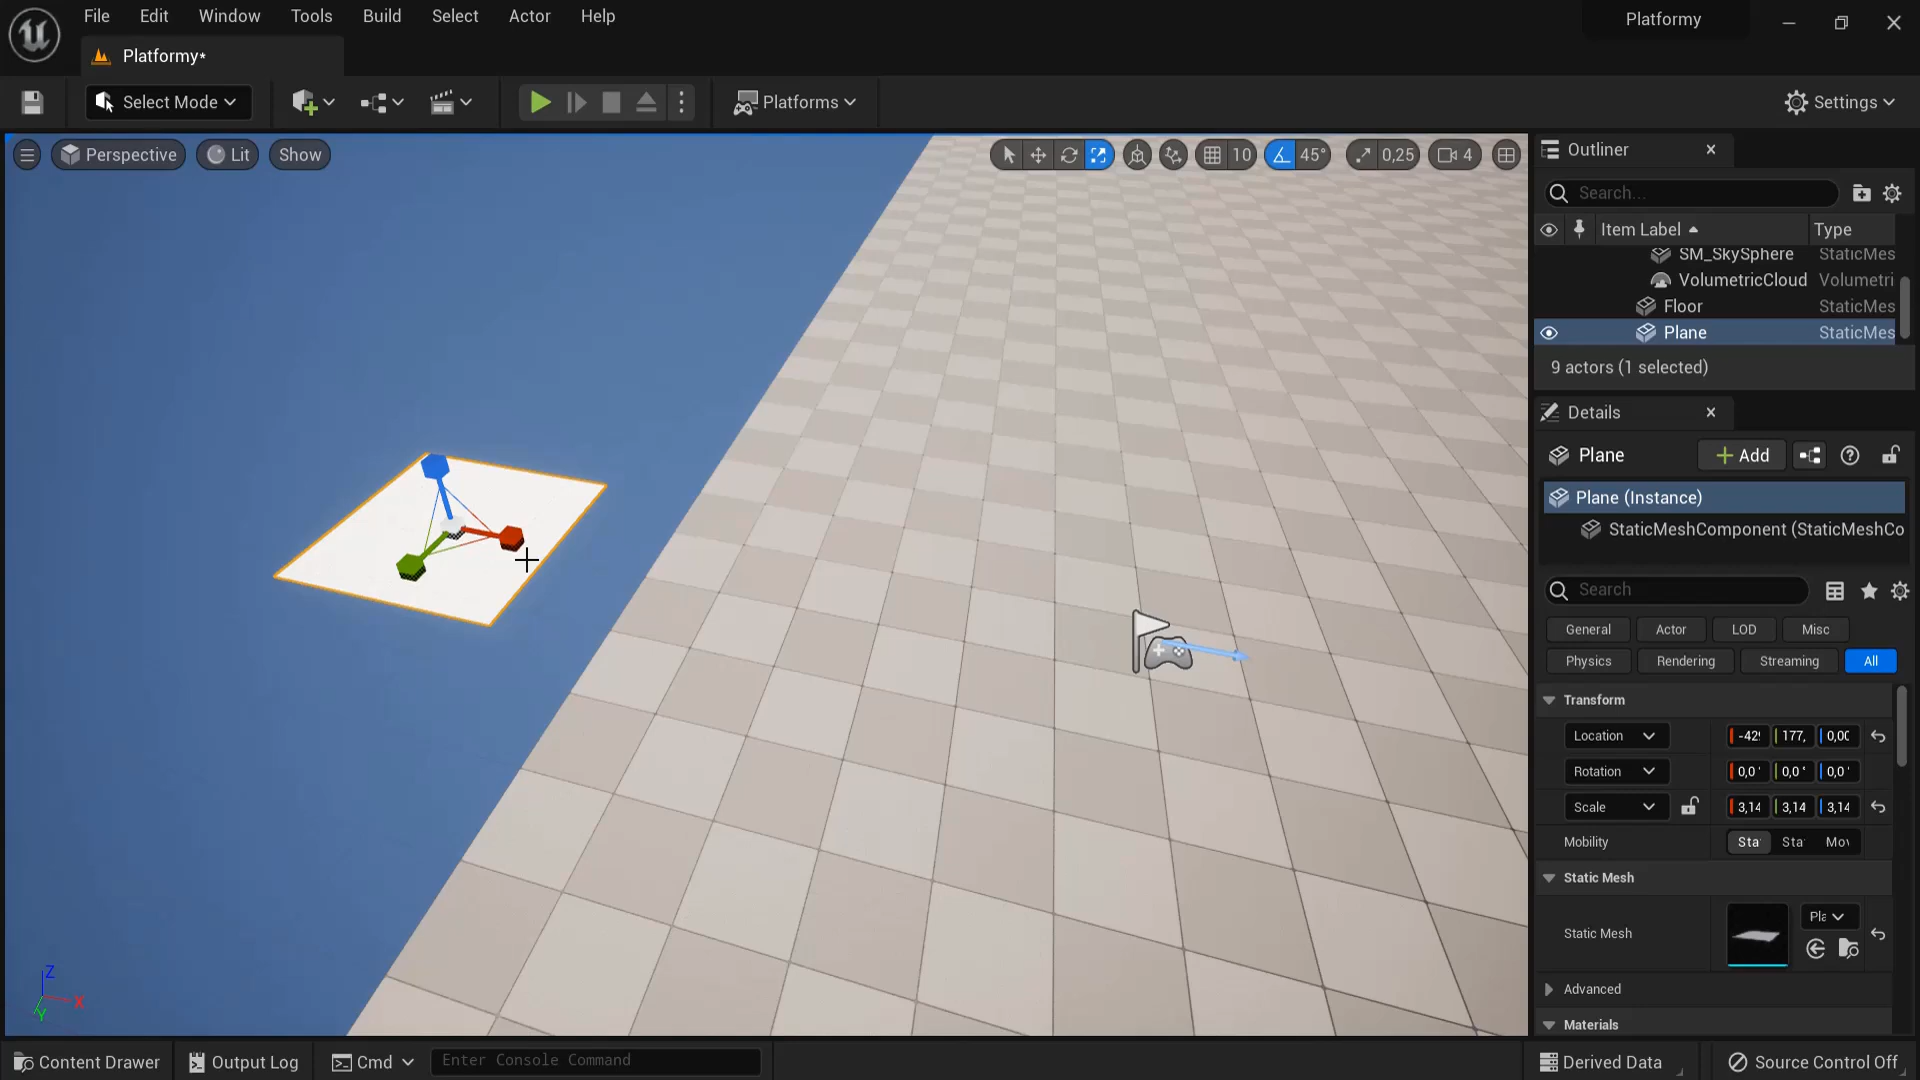 File Edit Window Tools Build Select Actor Help
Platformy
Platformy*
Select Mode
Platforms
Settings
Perspective Lit Show
10 45° 0,25 4
Outliner
Search...
Item Label Type
SM_SkySphere StaticMes
VolumetricCloud Volumetri
Floor StaticMes
Plane StaticMes
9 actors (1 selected)
Details
Plane
Add
Plane (Instance)
StaticMeshComponent (StaticMeshCo
Search
General Actor LOD Misc
Physics Rendering Streaming All
Transform
Location -42 177, 0,00
Rotation 0,0 ° 0,0 ° 0,0 °
Scale 3,14 3,14 3,14
Mobility Sta Sta Mov
Static Mesh
Static Mesh Pla
Advanced
Materials
Z
X
Y
Content Drawer Output Log Cmd Enter Console Command Derived Data Source Control Off